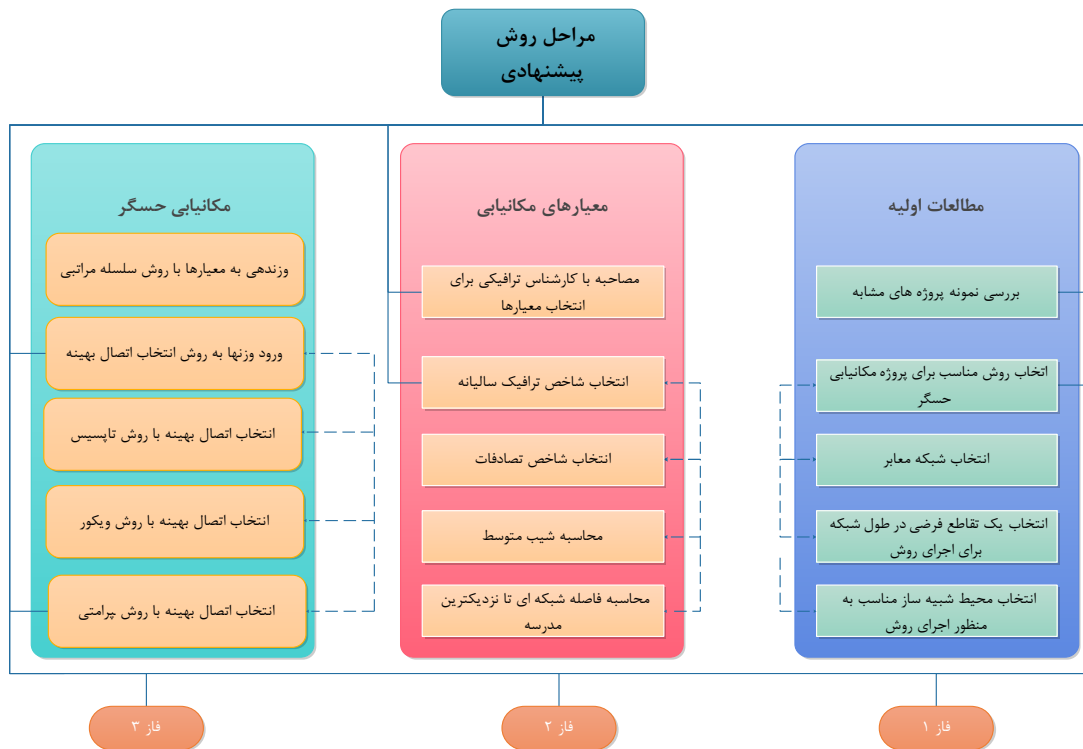 مراحل روش
پیشنهادی
مطالعات اولیه
بررسی نمونه پروژه های مشابه
اتخاب روش مناسب برای پروژه مکانیابی
حسگر
انتخاب شبکه معابر
انتخاب یک تقاطع فرضی در طول شبکه
برای اجرای روش
انتخاب محیط شبیه ساز مناسب به
منظور اجرای روش
فاز ۱
معیارهای مکانیابی
مصاحبه با کارشناس ترافیکی برای
انتخاب معیارها
انتخاب شاخص ترافیک سالیانه
انتخاب شاخص تصادفات
محاسبه شیب متوسط
محاسبه فاصله شبکه ای تا نزدیکترین
مدرسه
فاز ۲
مکانیابی حسگر
وزندهی به معیارها با روش سلسله مراتبی
ورود وزنها به روش انتخاب اتصال بهینه
انتخاب اتصال بهینه با روش تاپسیس
انتخاب اتصال بهینه با روش ویکور
انتخاب اتصال بهینه با روش پرامتی
فاز ۳